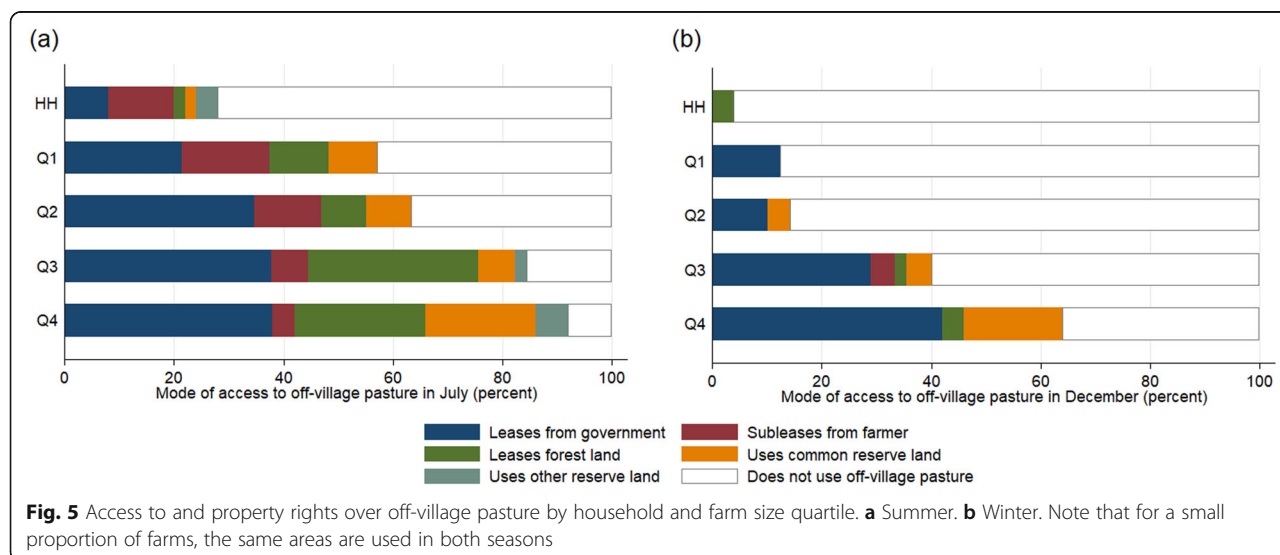 (a)
HH
Q1
Q2
Q3
Q4
0 20 40 60 80 100
Mode of access to off-village pasture in July (percent)
(b)
HH
Q1
Q2
Q3
Q4
0 20 40 60 80 100
Mode of access to off-village pasture in December (percent)
Leases from government Subleases from farmer
Leases forest land Uses common reserve land
Uses other reserve land Does not use off-village pasture
Fig. 5 Access to and property rights over off-village pasture by household and farm size quartile. a Summer. b Winter. Note that for a small
proportion of farms, the same areas are used in both seasons